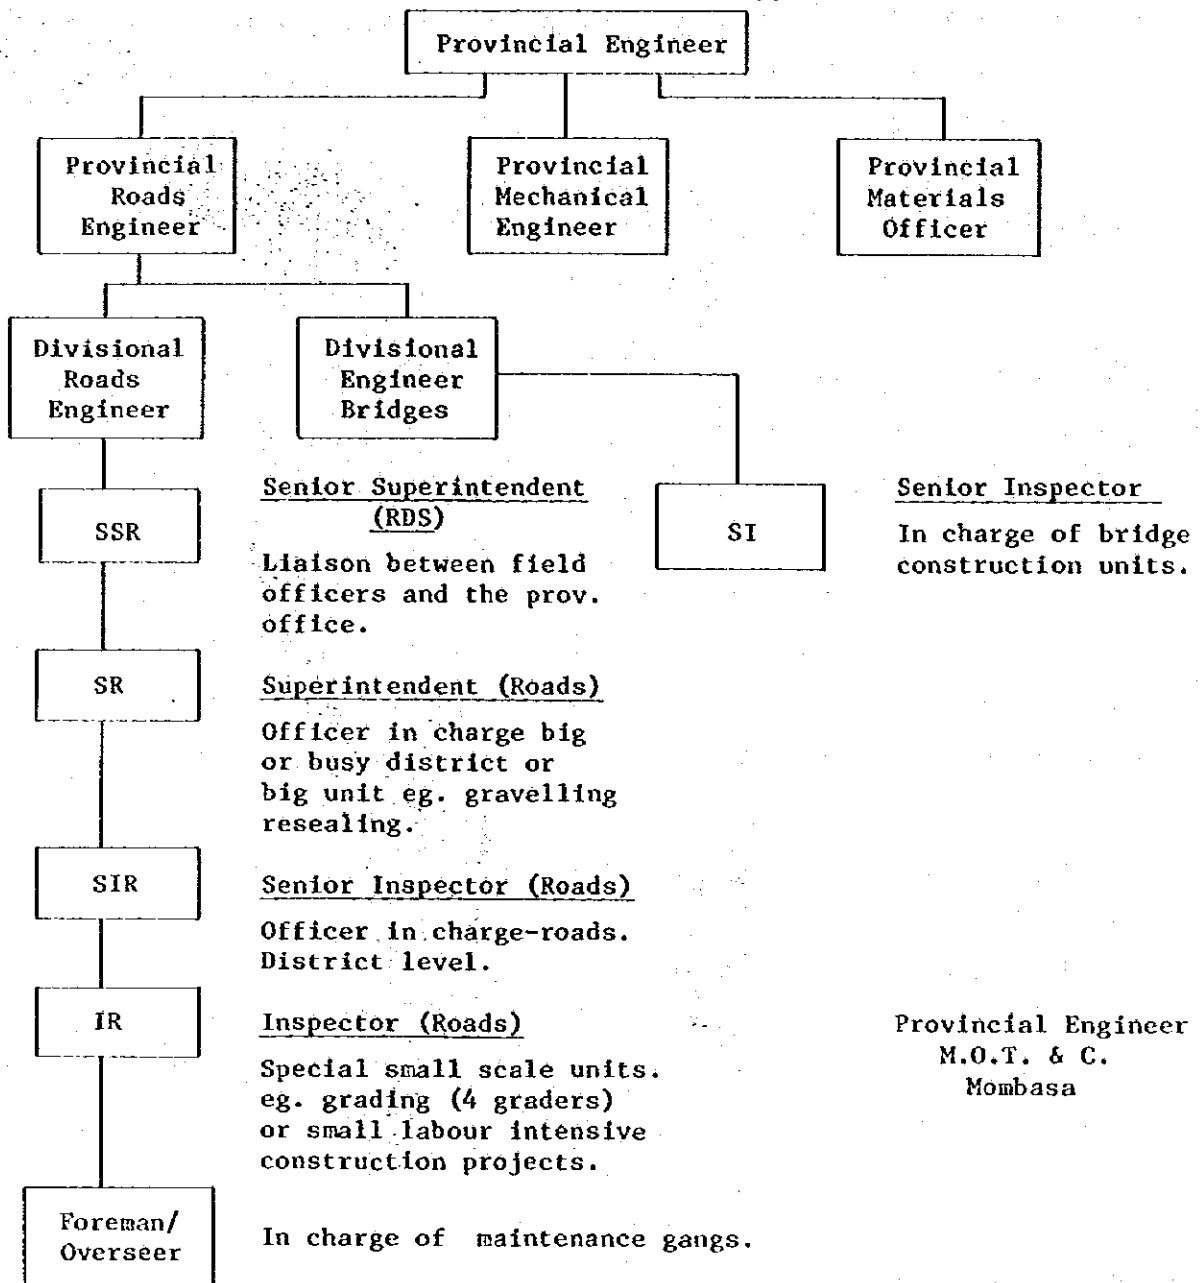 Provincial Engineer
Provincial
Roads
Engineer
Provincial
Mechanical
Engineer
Provincial
Materials
Officer
Divisional
Roads
Engineer
Divisional
Engineer
Bridges
SSR
Senior Superintendent
(RDS)
Liaison between field
officers and the prov.
office.
SI
Senior Inspector
In charge of bridge
construction units.
SR
Superintendent (Roads)
Officer in charge big
or busy district or
big unit eg. gravelling
resealing.
SIR
Senior Inspector (Roads)
Officer in charge-roads.
District level.
IR
Inspector (Roads)
Special small scale units.
eg. grading (4 graders)
or small labour intensive
construction projects.
Provincial Engineer
M.O.T. & C.
Mombasa
Foreman/
Overseer
In charge of maintenance gangs.